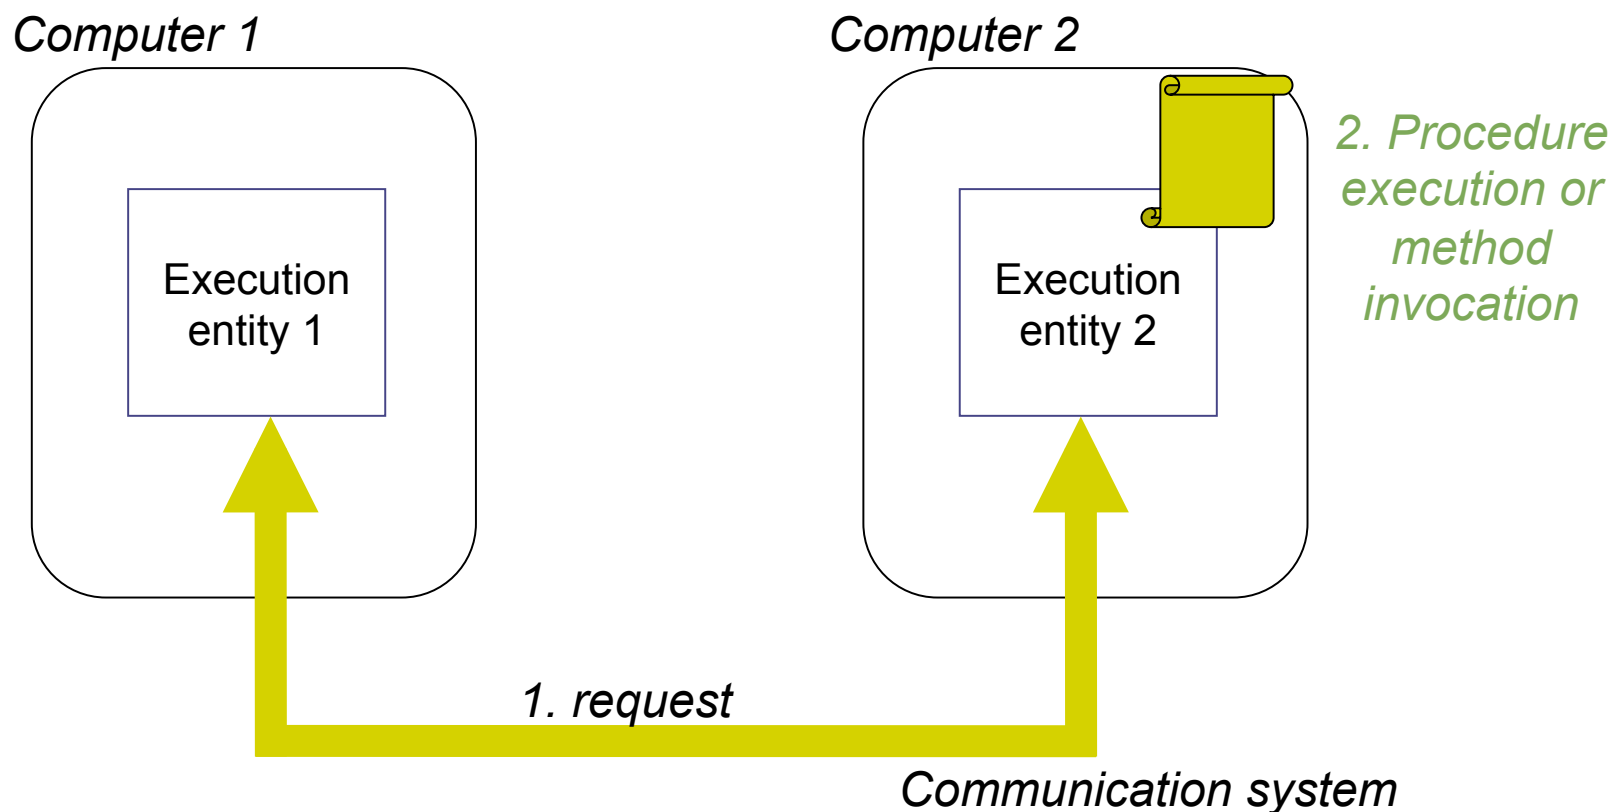 Computer 1
Computer 2
2. Procedure
execution or
method
invocation
Execution
entity 1
Execution
entity 2
1. request
Communication system